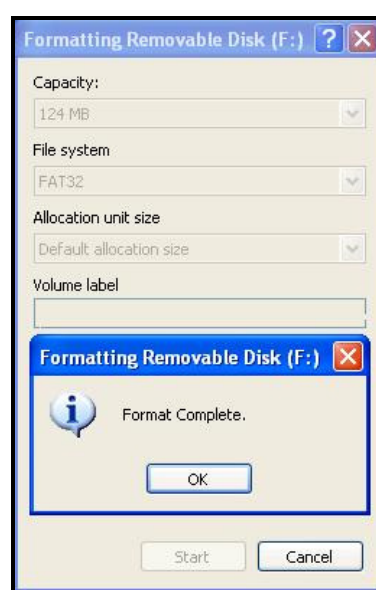 Formatting Removable Disk (F:)
Capacity:
124 MB
File system
FAT32
Allocation unit size
Default allocation size
Volume label
Formatting Removable Disk (F:)
Format Complete.
OK
Start Cancel